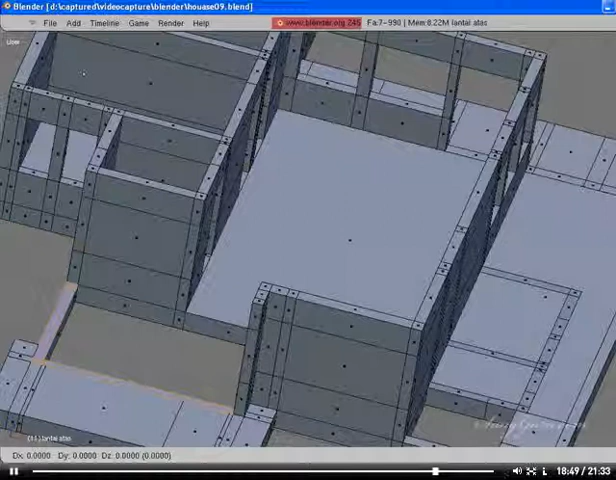 Blender [d:\captured\videocapture\blender\houase09.blend]
File Add Timeline Game Render Help
www.blender.org 245 Fa:7-990 | Mem:8.22M lantai atas
User
(11) lantai atas
Dx: 0.0000 Dy: 0.0000 Dz: 0.0000 (0.0000)
18:49 / 21:33